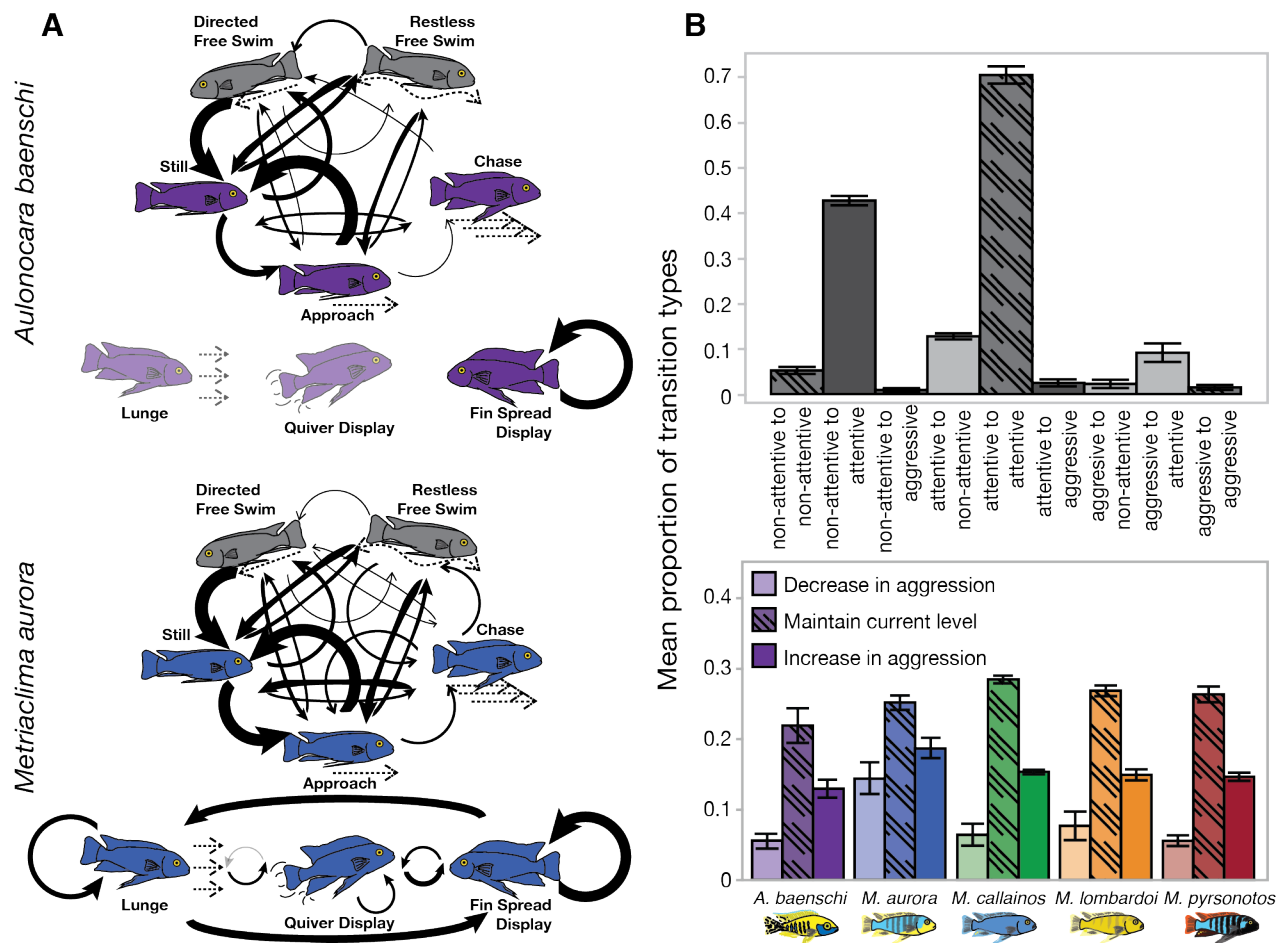 A
Aulonocara baenschi
Directed
Free Swim
Restless
Free Swim
Still
Chase
Approach
Lunge
Quiver Display
Fin Spread
Display
Metriaclima aurora
Directed
Free Swim
Restless
Free Swim
Still
Chase
Approach
Lunge
Quiver Display
Fin Spread
Display
B
Mean proportion of transition types
0.7
0.6
0.5
0.4
0.3
0.2
0.1
0
non-attentive to
non-attentive
non-attentive to
attentive
non-attentive to
aggressive
attentive to
non-attentive
attentive to
attentive
attentive to
aggressive
aggresive to
non-attentive
aggressive to
attentive
aggressive to
aggressive
0.4
0.3
0.2
0.1
0
Decrease in aggression
Maintain current level
Increase in aggression
A. baenschi
M. aurora
M. callainos
M. lombardoi
M. pyrsonotos